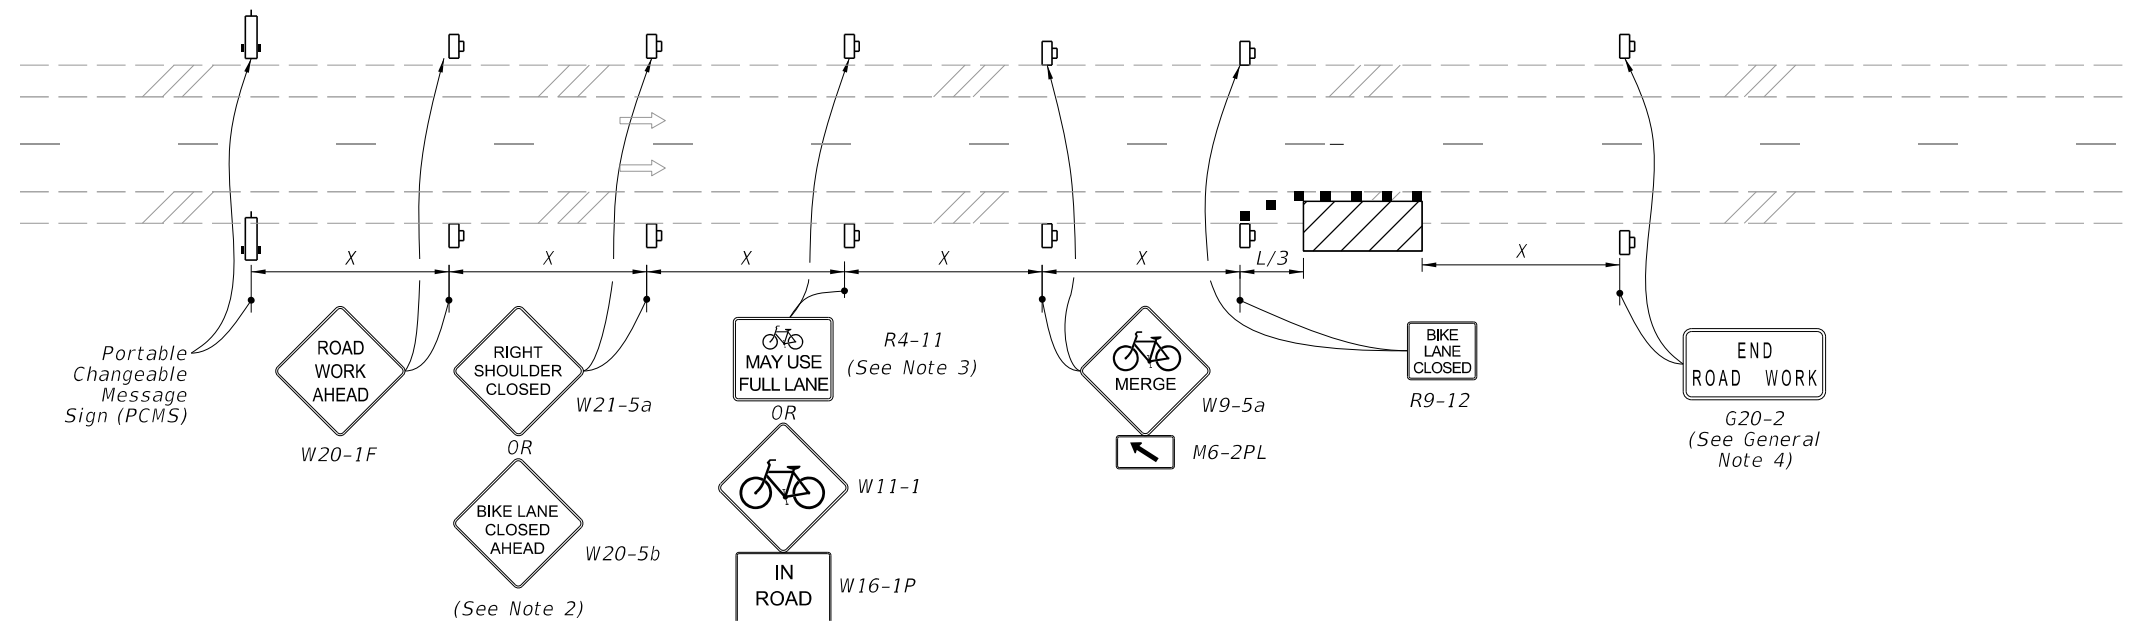 X
X
X
X
X
L/3
X
Portable
Changeable
Message
Sign (PCMS)
ROAD
WORK
AHEAD
W20-1F
RIGHT
SHOULDER
CLOSED
W21-5a
OR
BIKE LANE
CLOSED
AHEAD
W20-5b
(See Note 2)
MAY USE
FULL LANE
R4-11
(See Note 3)
OR
W11-1
IN
ROAD
W16-1P
MERGE
W9-5a
M6-2PL
BIKE
LANE
CLOSED
R9-12
END
ROAD WORK
G20-2
(See General
Note 4)